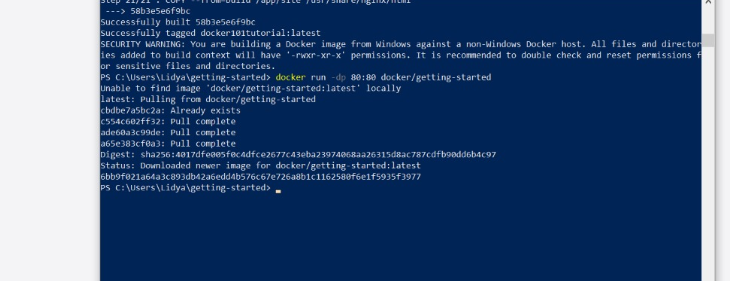 Step 21/21 : COPY --from=build /app/site /usr/share/nginx/html
---> 58b3e5e6f9bc
Successfully built 58b3e5e6f9bc
Successfully tagged docker101tutorial:latest
SECURITY WARNING: You are building a Docker image from Windows against a non-Windows Docker host. All files and director
ies added to build context will have '-rwxr-xr-x' permissions. It is recommended to double check and reset permissions f
or sensitive files and directories.
PS C:\Users\Lidya\getting-started> docker run -dp 80:80 docker/getting-started
Unable to find image 'docker/getting-started:latest' locally
latest: Pulling from docker/getting-started
cbdbe7a5bc2a: Already exists
c554c602ff32: Pull complete
ade60a3c99de: Pull complete
a65e383cf0a3: Pull complete
Digest: sha256:4017dfe005f0c4dfce2677c43eba23974068aa26315d8ac787cdfb90dd6b4c97
Status: Downloaded newer image for docker/getting-started:latest
6bb9f021a64a3c893db42a6edd4b576c67e726a8b1c1162580f6e1f5935f3977
PS C:\Users\Lidya\getting-started>